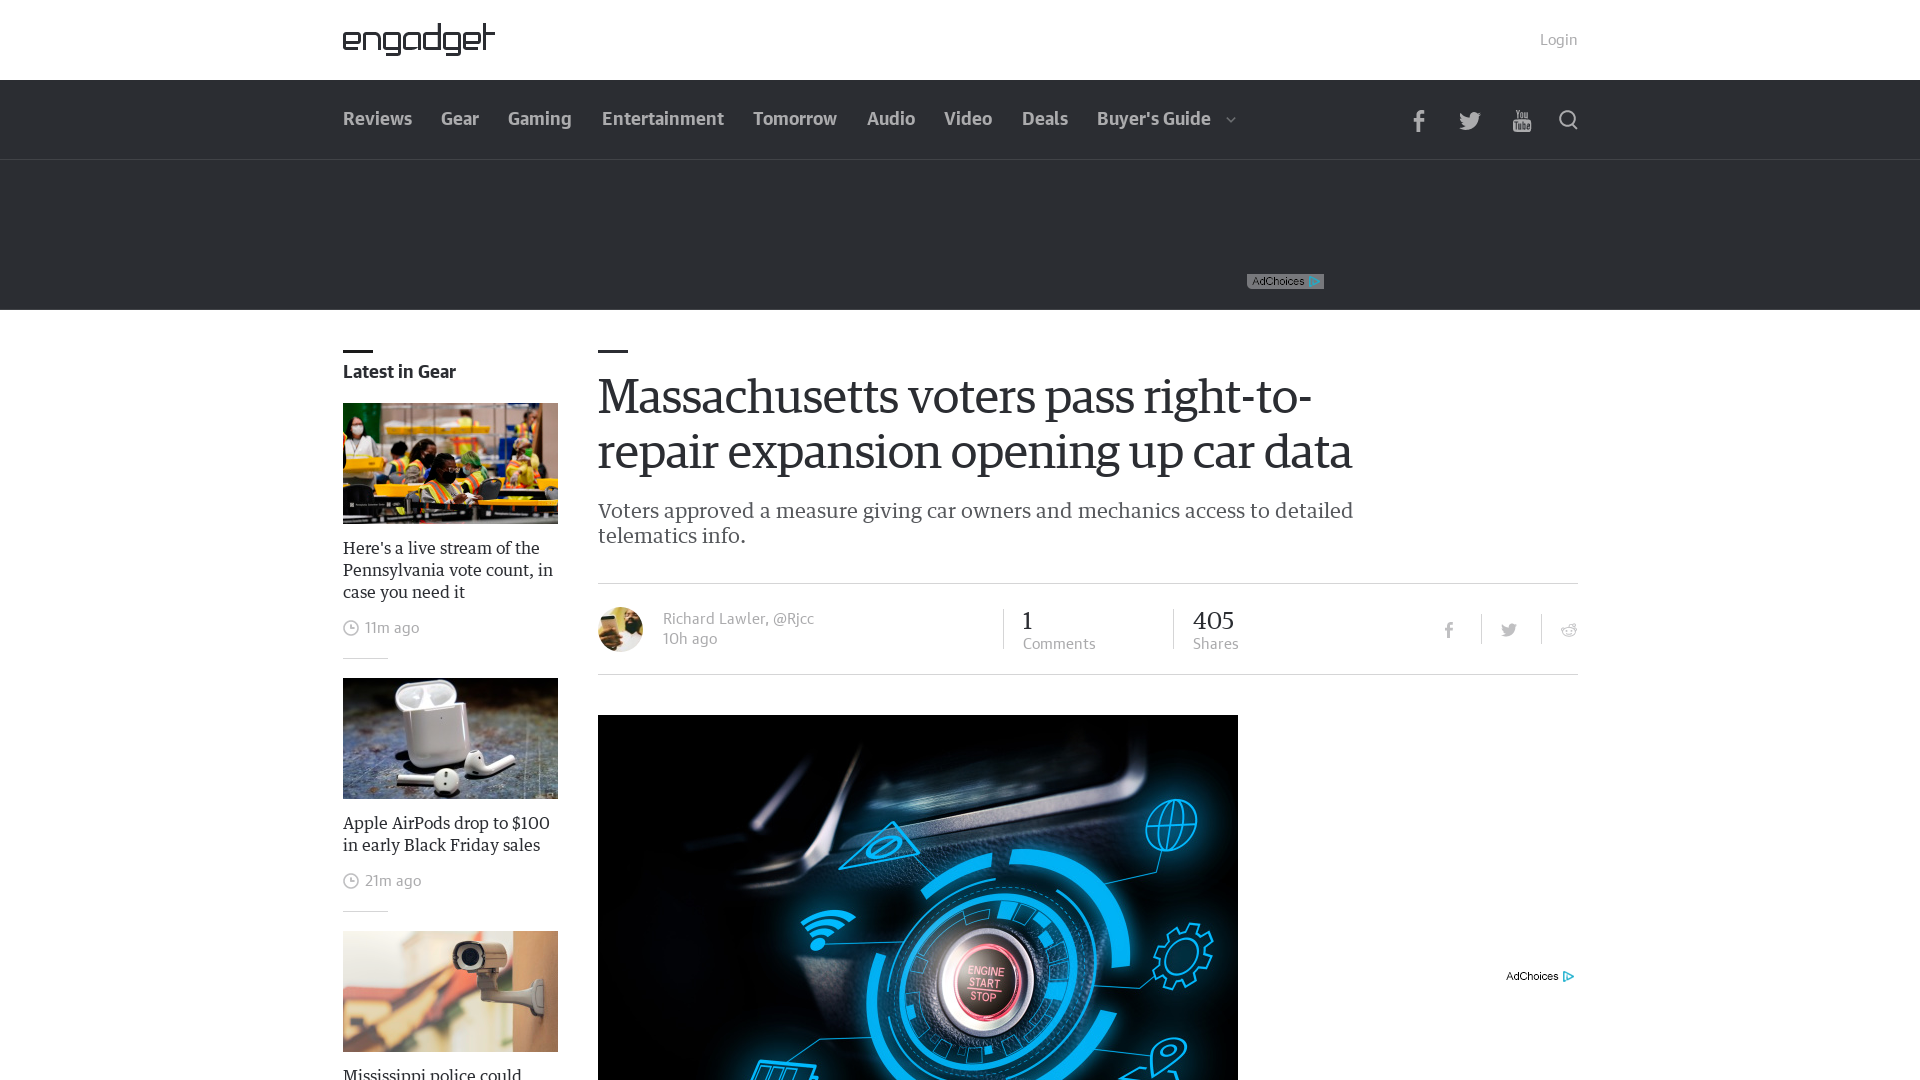 engadget
Login
Reviews Gear Gaming Entertainment Tomorrow Audio Video Deals Buyer's Guide
You Tube
AdChoices
Latest in Gear
Here's a live stream of the
Pennsylvania vote count, in
case you need it
11m ago
Apple AirPods drop to $100
in early Black Friday sales
21m ago
Mississippi police could
Massachusetts voters pass right-to-
repair expansion opening up car data
Voters approved a measure giving car owners and mechanics access to detailed
telematics info.
Richard Lawler, @Rjcc
10h ago
1
Comments
405
Shares
ENGINE
START
STOP
AdChoices